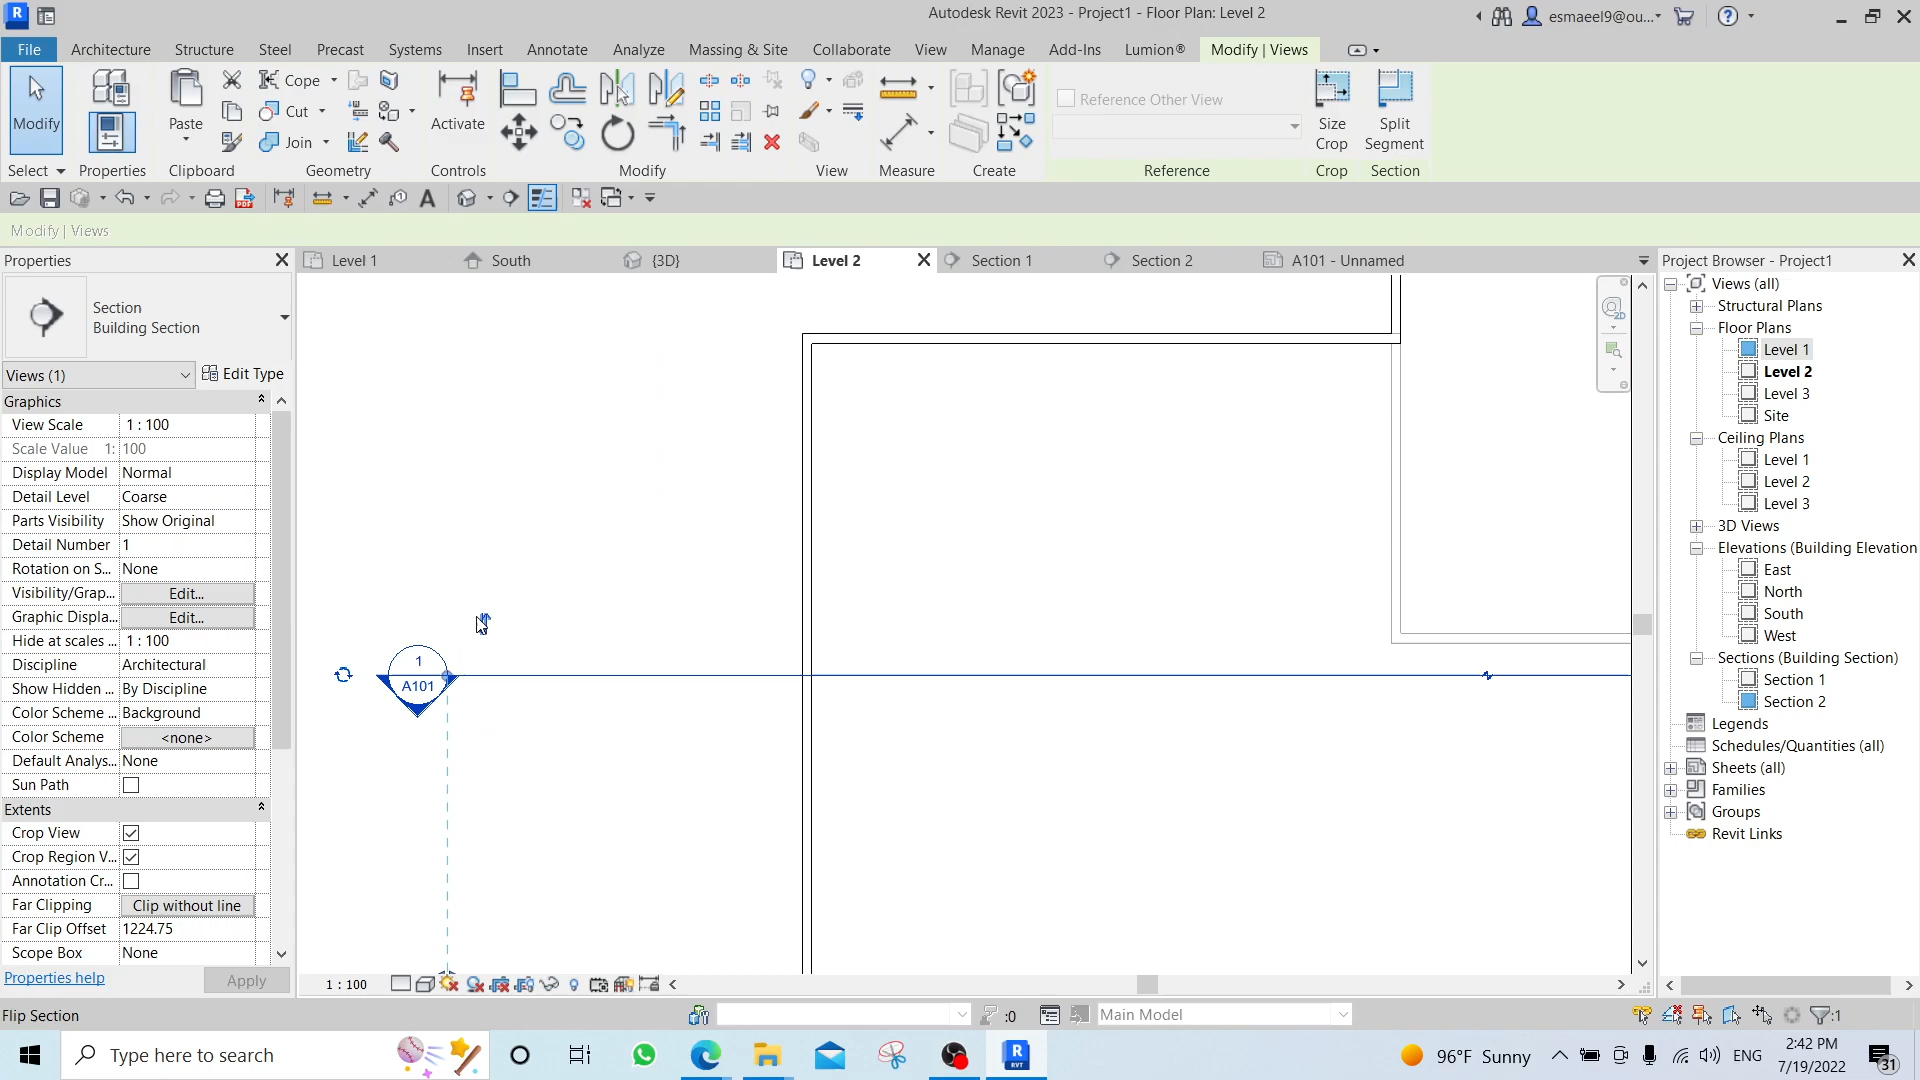 Autodesk Revit 2023 - Project1 - Floor Plan: Level 2
esmaeel9@ou...
File Architecture Structure Steel Precast Systems Insert Annotate Analyze Massing & Site Collaborate View Manage Add-Ins Lumion® Modify | Views
Modify
Paste
Cope
Cut
Join
Activate
Reference Other View
Size
Crop
Split
Segment
Select Properties Clipboard Geometry Controls Modify View Measure Create Reference Crop Section
Modify | Views
Properties
Level 1 South {3D} Level 2 Section 1 Section 2 A101 - Unnamed
Project Browser - Project1
Section
Building Section
Views (1) Edit Type
Graphics
View Scale 1 : 100
Scale Value 1: 100
Display Model Normal
Detail Level Coarse
Parts Visibility Show Original
Detail Number 1
Rotation on S... None
Visibility/Grap... Edit...
Graphic Displa... Edit...
Hide at scales ... 1 : 100
Discipline Architectural
Show Hidden ... By Discipline
Color Scheme ... Background
Color Scheme <none>
Default Analys... None
Sun Path
Extents
Crop View
Crop Region V...
Annotation Cr...
Far Clipping Clip without line
Far Clip Offset 1224.75
Scope Box None
Properties help Apply
1
A101
2D
Views (all)
Structural Plans
Floor Plans
Level 1
Level 2
Level 3
Site
Ceiling Plans
Level 1
Level 2
Level 3
3D Views
Elevations (Building Elevation
East
North
South
West
Sections (Building Section)
Section 1
Section 2
Legends
Schedules/Quantities (all)
Sheets (all)
Families
Groups
Revit Links
1 : 100
Flip Section
:0
Main Model
:1
Type here to search
96°F Sunny
ENG
2:42 PM
7/19/2022
31